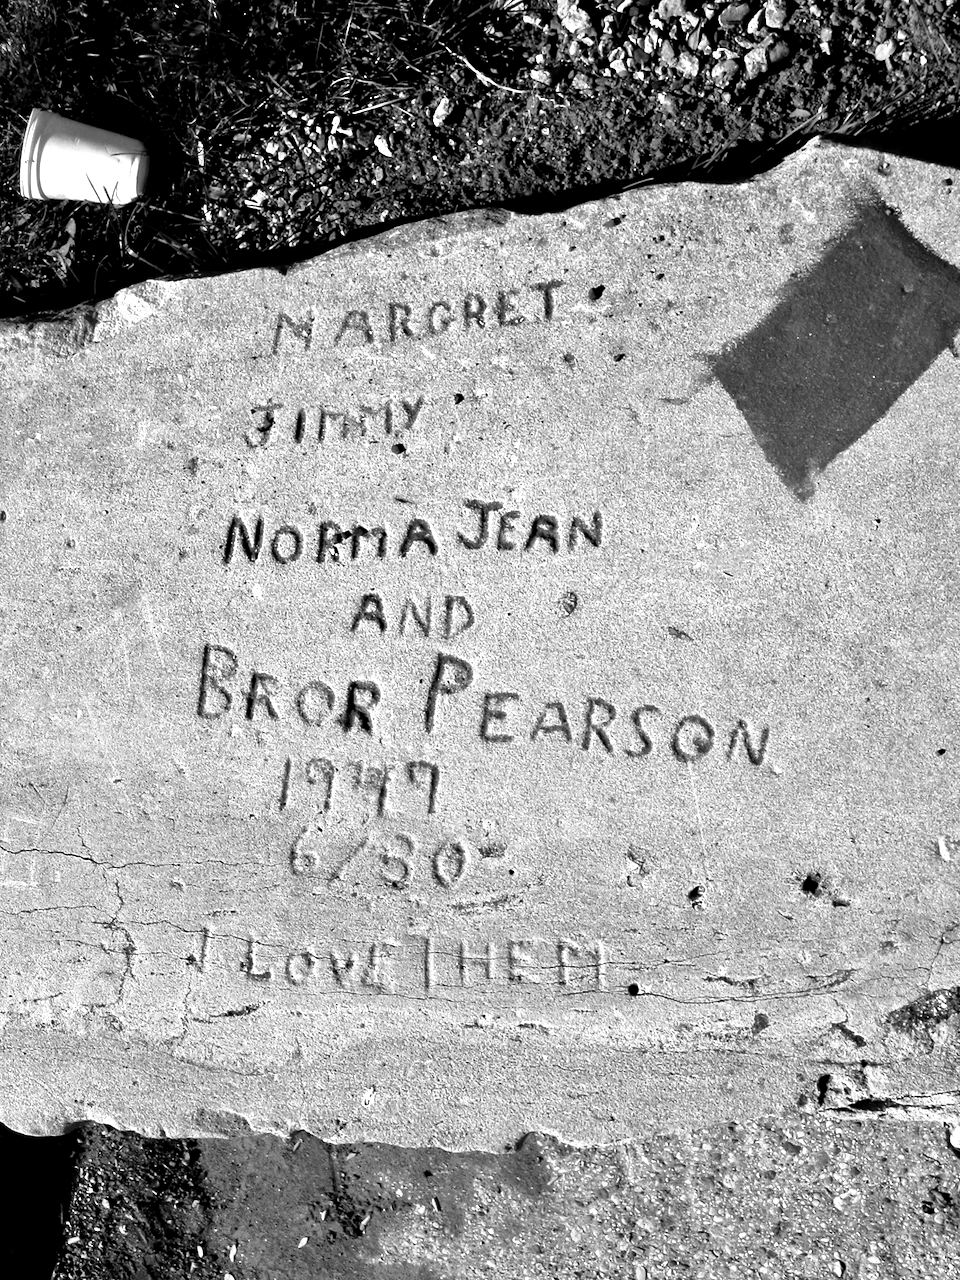 MARGRET
JIMMY
NORMA JEAN
AND
BROR PEARSON
1947
6/30
I LOVE THEM